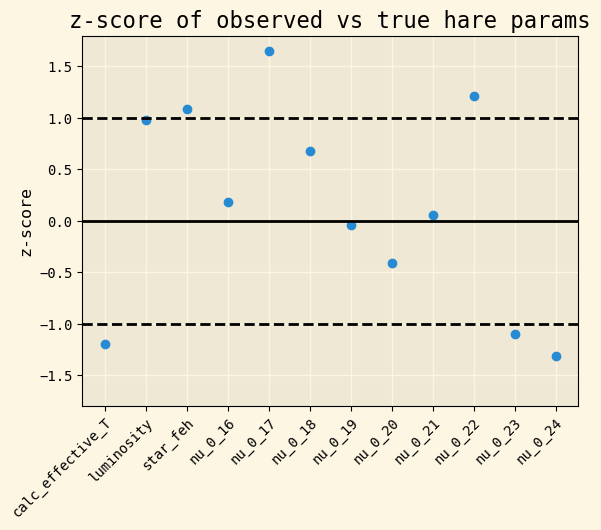 z-score of observed vs true hare params
z-score
1.5
1.0
0.5
0.0
−0.5
−1.0
−1.5
calc_effective_T
luminosity
star_feh
nu_0_16
nu_0_17
nu_0_18
nu_0_19
nu_0_20
nu_0_21
nu_0_22
nu_0_23
nu_0_24